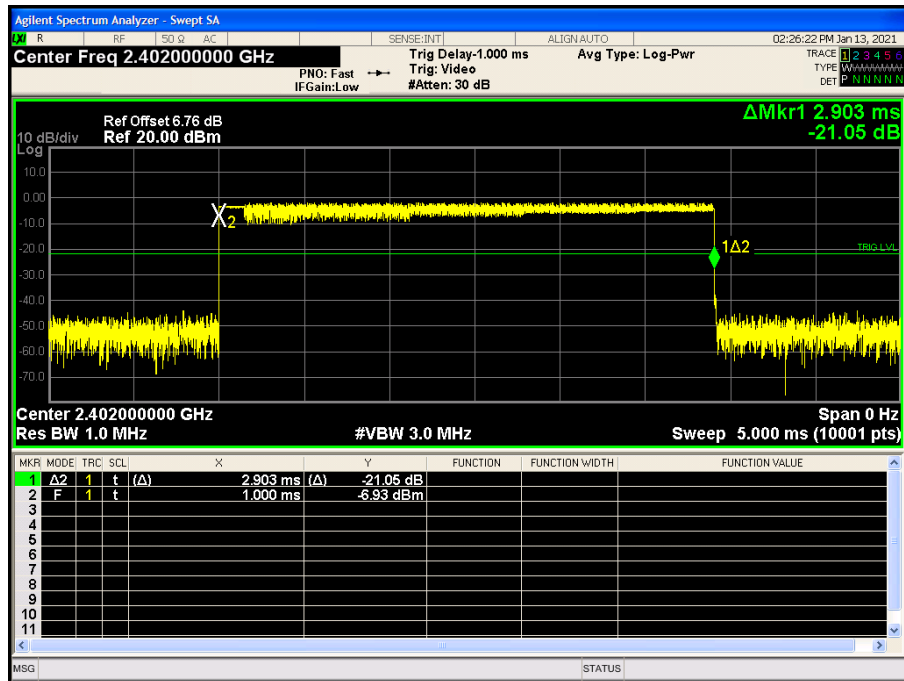 Agilent Spectrum Analyzer - Swept SA
LXI R RF 50 Ω AC SENSE:INT ALIGN AUTO 02:26:22 PM Jan 13, 2021
Center Freq 2.402000000 GHz
PNO: Fast
IFGain:Low
Trig Delay-1.000 ms
Trig: Video
#Atten: 30 dB
Avg Type: Log-Pwr
TRACE 1 2 3 4 5 6
TYPE WWWWWW
DET P N N N N N
ΔMkr1 2.903 ms
-21.05 dB
Ref Offset 6.76 dB
10 dB/div Ref 20.00 dBm
Log
10.0
0.00
-10.0
-20.0
-30.0
-40.0
-50.0
-60.0
-70.0
X2
1Δ2
TRIG LVL
Center 2.402000000 GHz Span 0 Hz
Res BW 1.0 MHz #VBW 3.0 MHz Sweep 5.000 ms (10001 pts)
MKR MODE TRC SCL X Y FUNCTION FUNCTION WIDTH FUNCTION VALUE
1 Δ2 1 t (Δ) 2.903 ms (Δ) -21.05 dB
2 F 1 t 1.000 ms -6.93 dBm
3
4
5
6
7
8
9
10
11
MSG STATUS